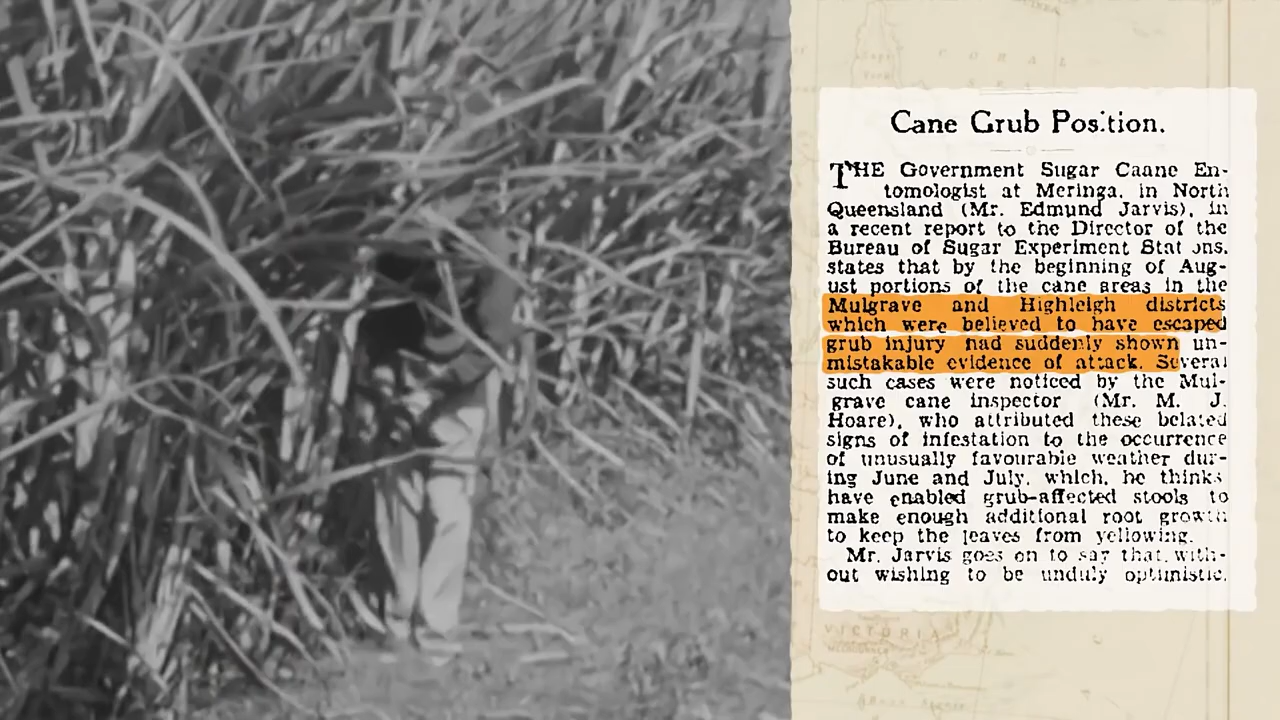 CORAL
SEA
Cane Grub Position.
THE Government Sugar Caane En-
tomologist at Meringa, in North
Queensland (Mr. Edmund Jarvis), in
a recent report to the Director of the
Bureau of Sugar Experiment Stat ons,
states that by the beginning of Aug-
ust portions of the cane areas in the
Mulgrave and Highleigh districts
which were believed to have escaped
grub injury had suddenly shown un-
mistakable evidence of attack. Several
such cases were noticed by the Mul-
grave cane inspector (Mr. M. J.
Hoare), who attributed these belated
signs of infestation to the occurrence
of unusually favourable weather dur-
ing June and July, which, he thinks
have enabled grub-affected stools to
make enough additional root growth
to keep the leaves from yellowing.
Mr. Jarvis goes on to say that, with-
out wishing to be unduly optimistic,
VICTORIA